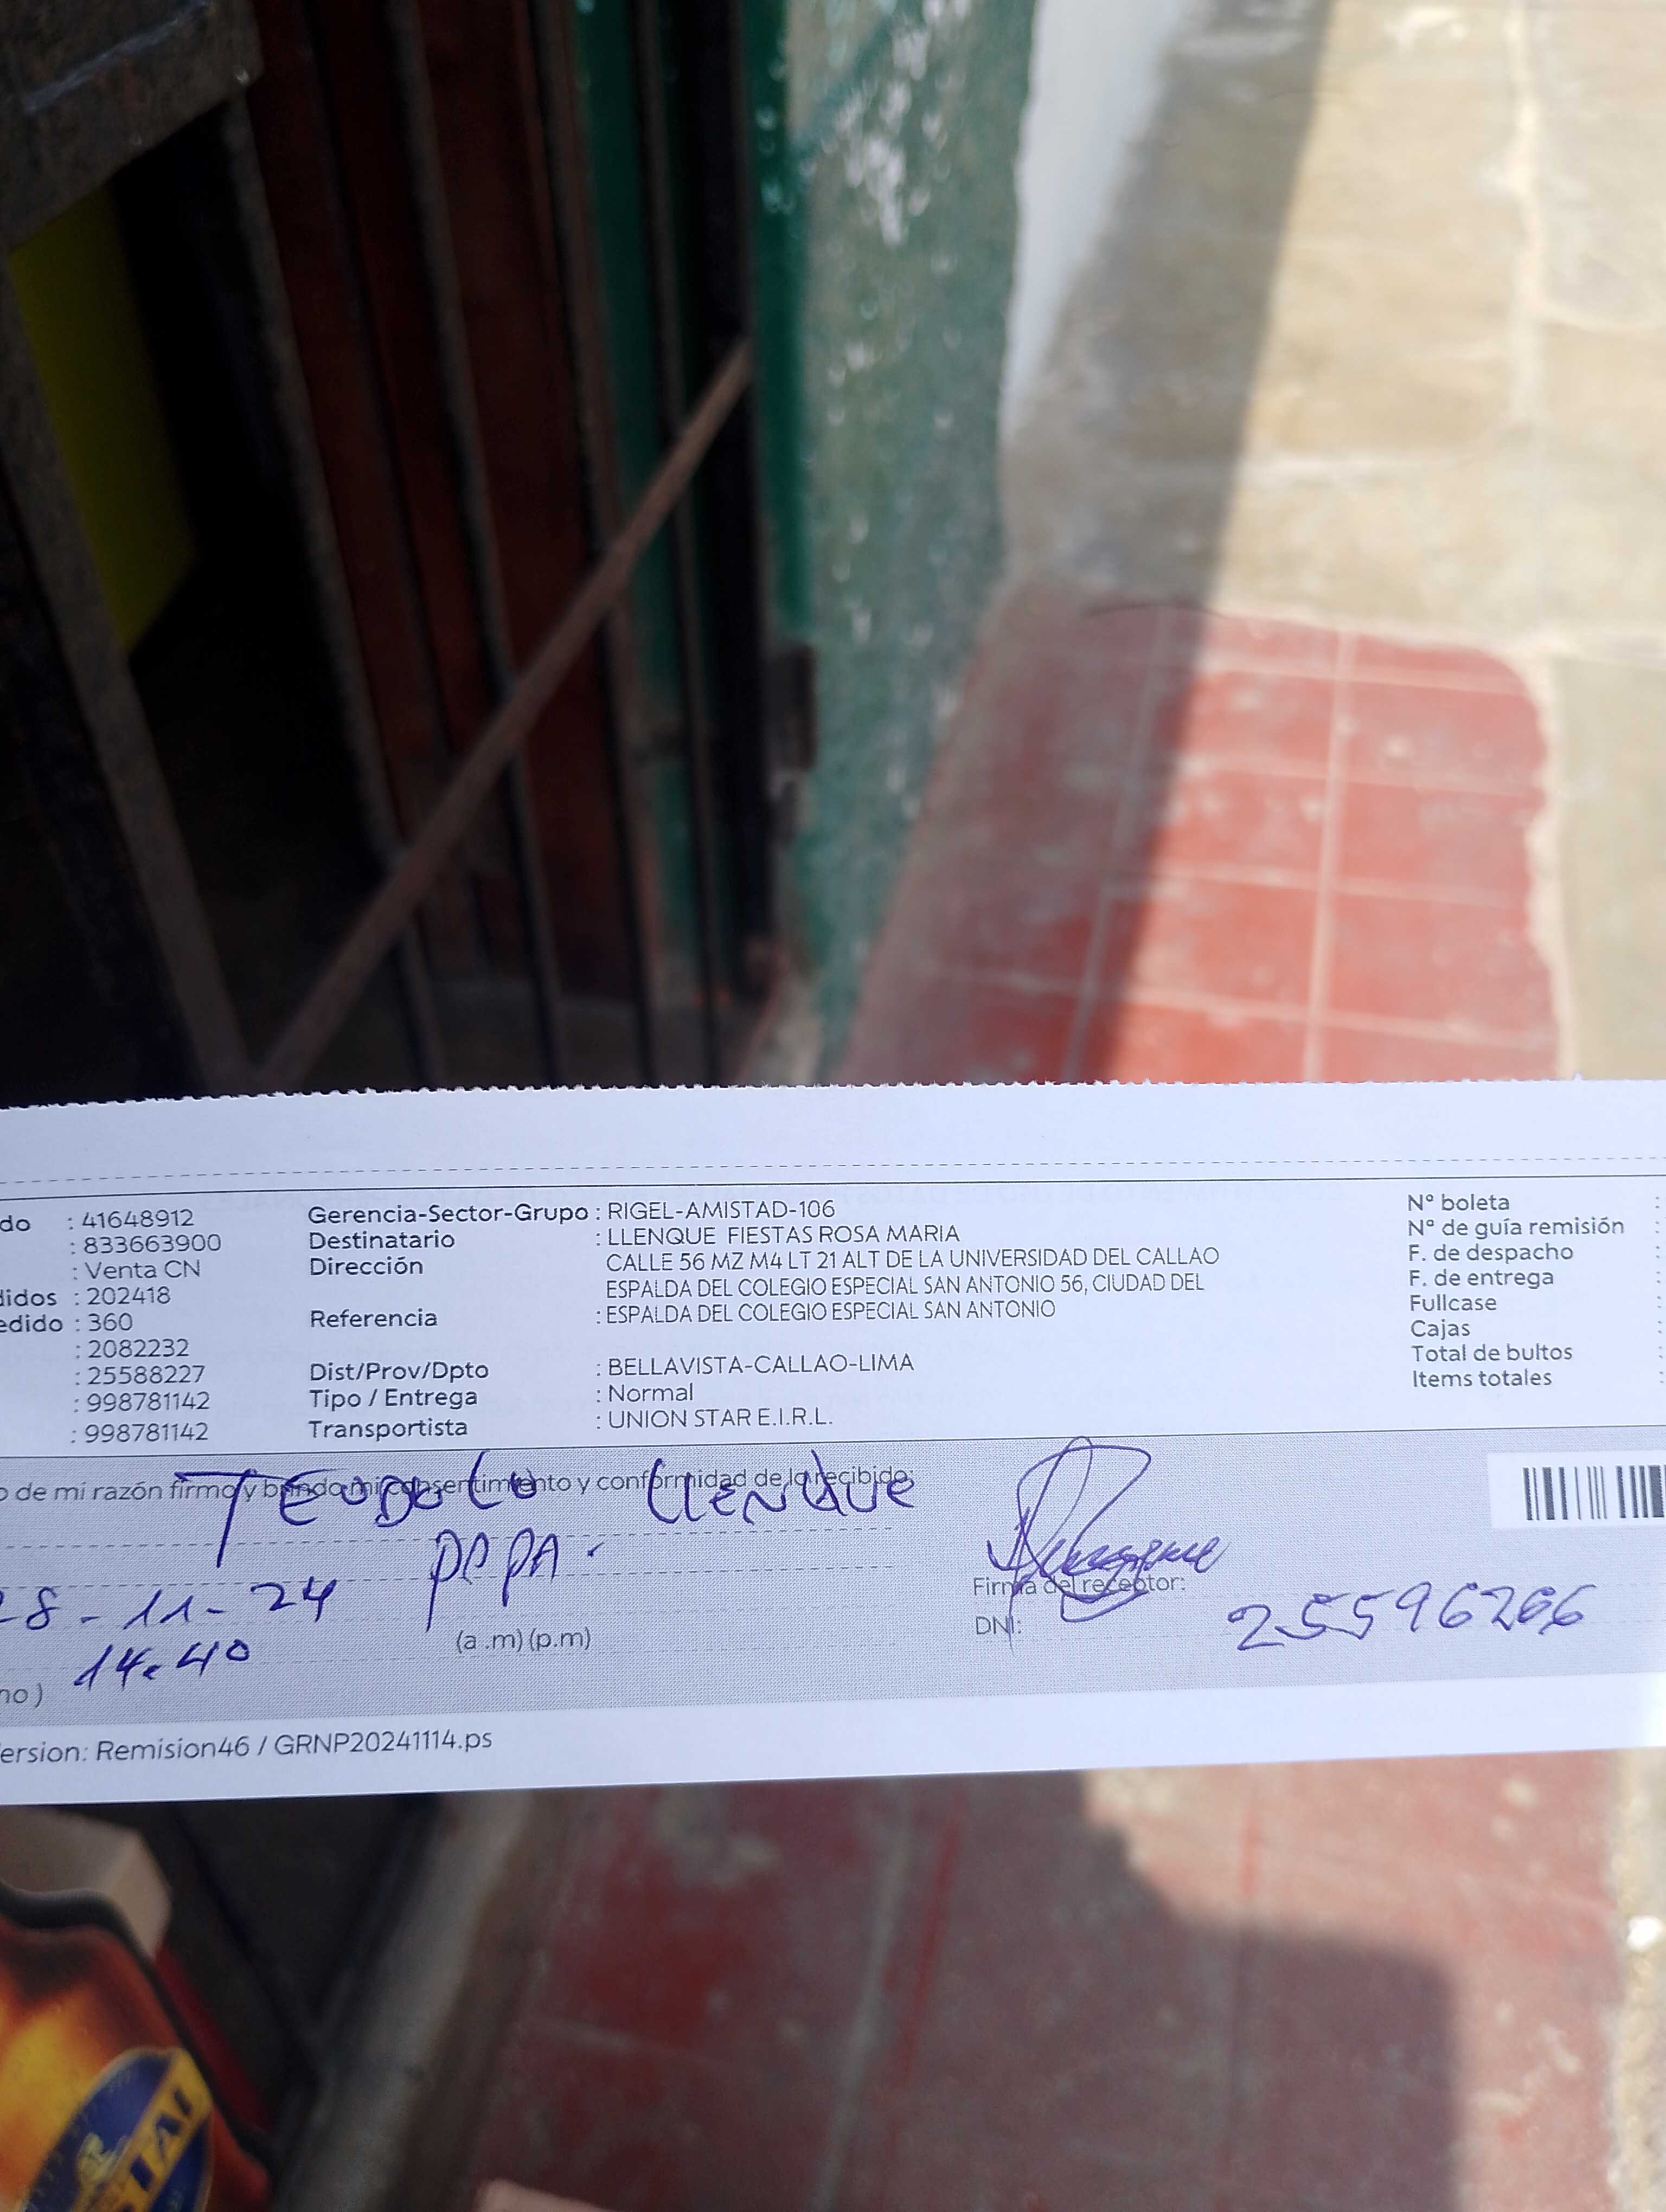 do : 41648912 Gerencia-Sector-Grupo : RIGEL-AMISTAD-106 Nº boleta :
: 833663900 Destinatario : LLENQUE FIESTAS ROSA MARIA Nº de guía remisión :
: Venta CN Dirección CALLE 56 MZ M4 LT 21 ALT DE LA UNIVERSIDAD DEL CALLAO F. de despacho :
didos : 202418 ESPALDA DEL COLEGIO ESPECIAL SAN ANTONIO 56, CIUDAD DEL F. de entrega :
edido : 360 Referencia : ESPALDA DEL COLEGIO ESPECIAL SAN ANTONIO Fullcase :
: 2082232 Cajas :
: 25588227 Dist/Prov/Dpto : BELLAVISTA-CALLAO-LIMA Total de bultos :
: 998781142 Tipo / Entrega : Normal Items totales :
: 998781142 Transportista : UNION STAR E.I.R.L.
o de mi razón firmo y brindo mi consentimiento y conformidad de lo recibido:
TEODOLO LLENQUE
PAPA.
28-11-24
Firma del receptor:
DNI: 25596266
14.40 (a .m) (p.m)
no )
ersion: Remision46 / GRNP20241114.ps
STAL